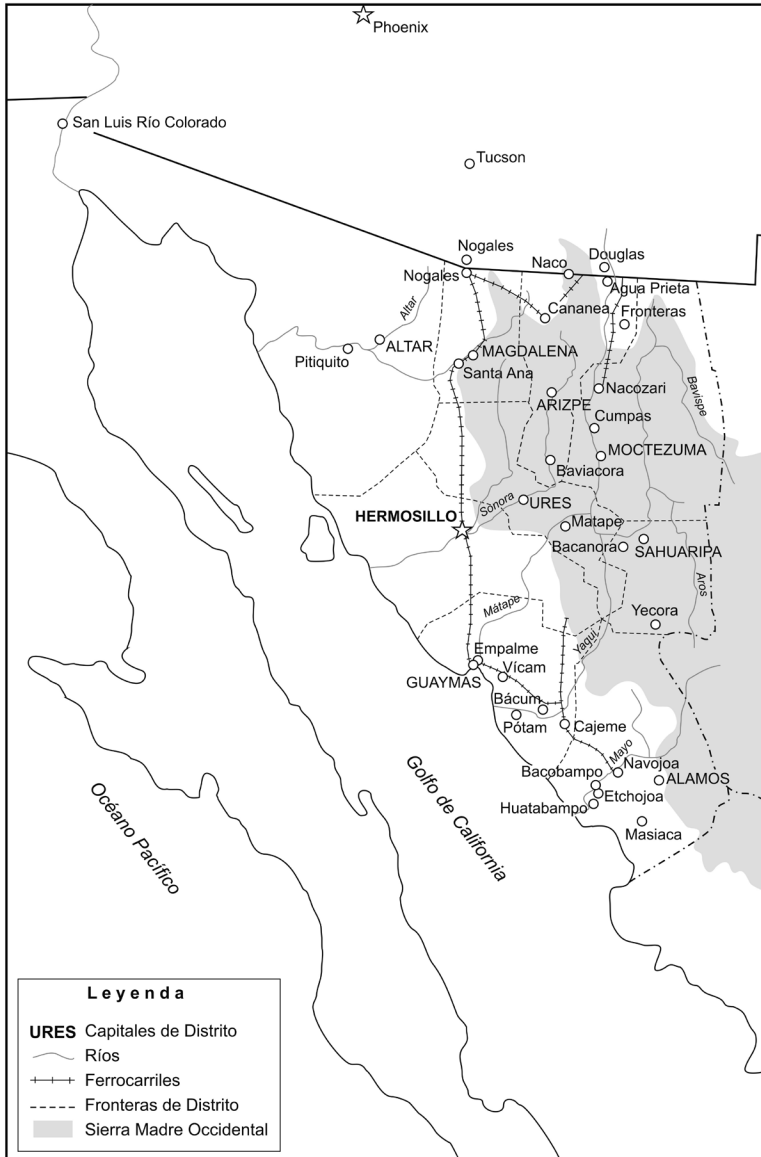 Phoenix
San Luis Río Colorado
Tucson
Nogales
Naco
Douglas
Nogales
Agua Prieta
Altar
Cananea
Fronteras
ALTAR
Pitiquito
MAGDALENA
Santa Ana
Nacozari
Bavispe
ARIZPE
Cumpas
MOCTEZUMA
Baviacora
Sonora
URES
HERMOSILLO
Matape
Bacanora
SAHUARIPA
Aros
Mátape
Yecora
Yaqui
Empalme
GUAYMAS
Vícam
Bácum
Pótam
Cajeme
Mayo
Navojoa
Bacobampo
ALAMOS
Etchojoa
Huatabampo
Masiaca
Golfo de California
Océano Pacífico
Leyenda
URES Capitales de Distrito
Ríos
Ferrocarriles
Fronteras de Distrito
Sierra Madre Occidental